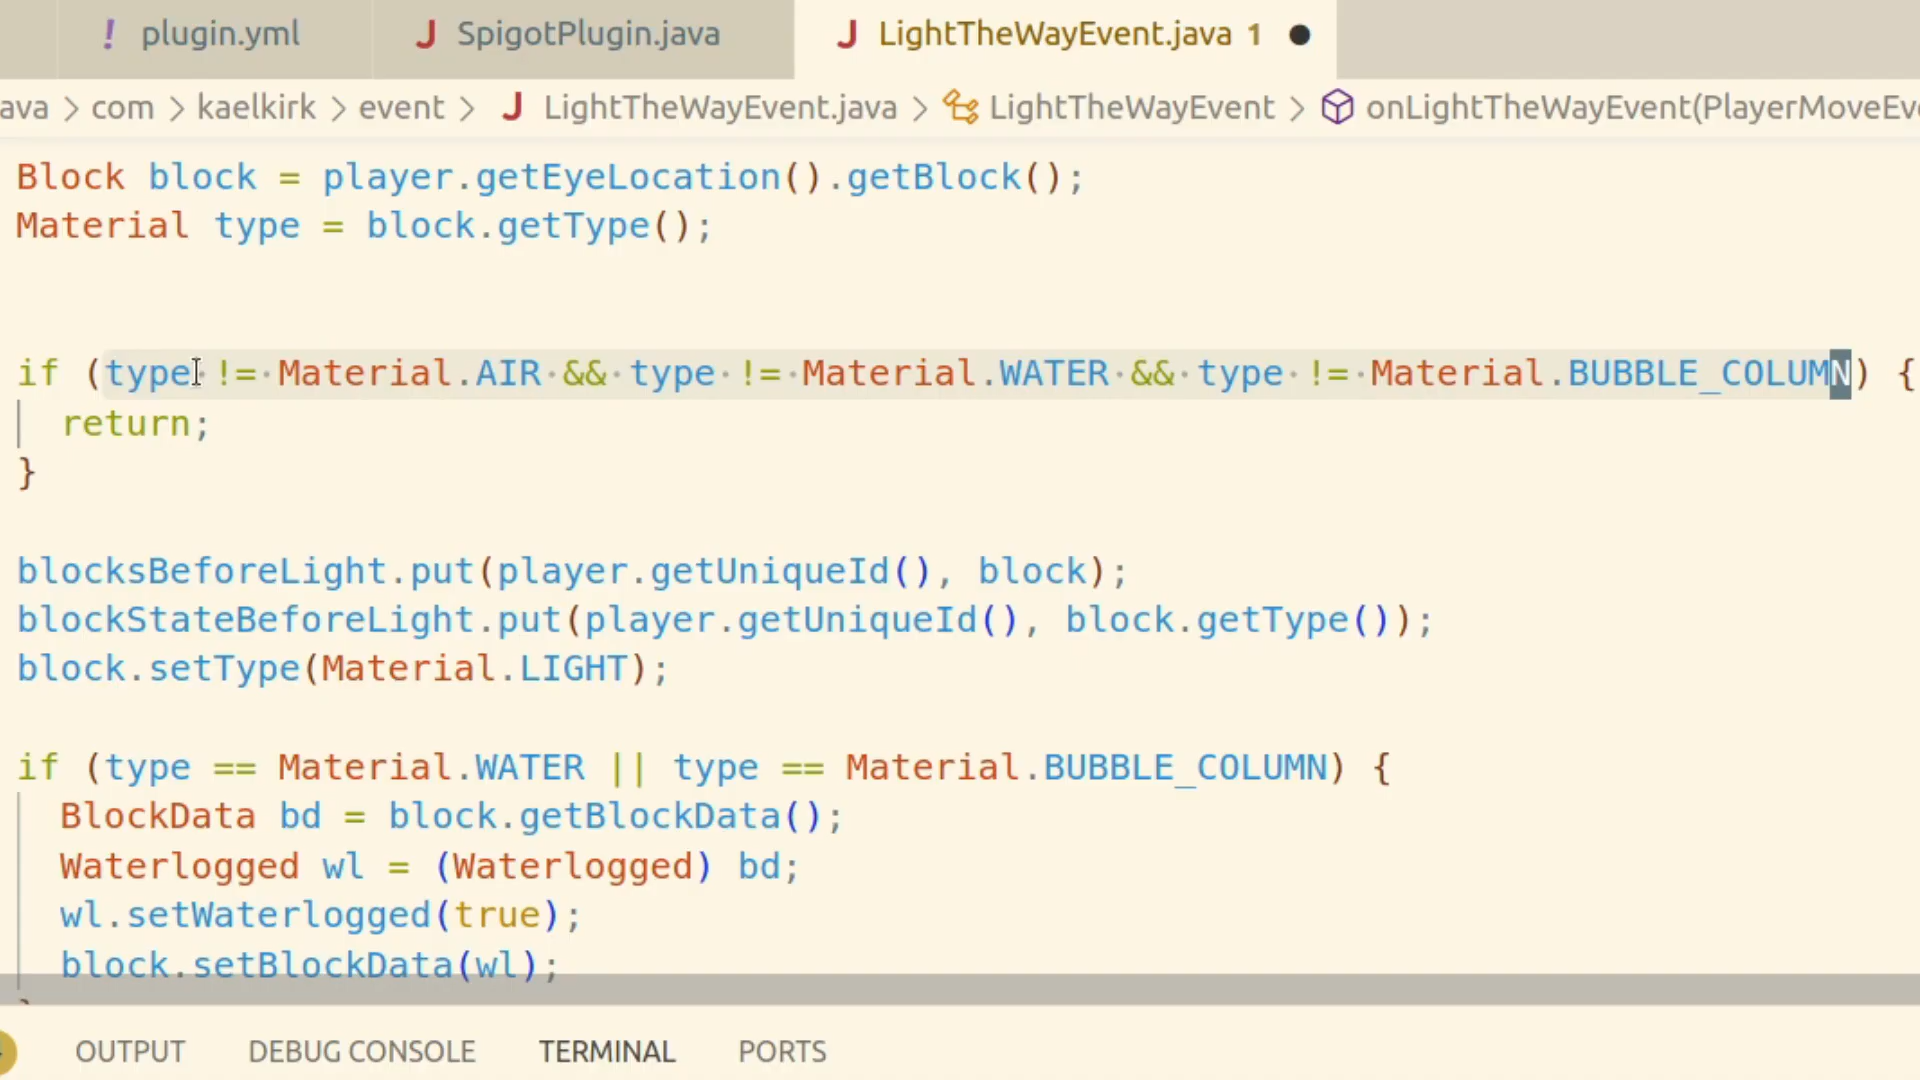 ! plugin.yml J SpigotPlugin.java J LightTheWayEvent.java 1 ●
ava > com > kaelkirk > event > J LightTheWayEvent.java > LightTheWayEvent > onLightTheWayEvent(PlayerMoveEve
Block block = player.getEyeLocation().getBlock();
Material type = block.getType();
if (type != Material.AIR && type != Material.WATER && type != Material.BUBBLE_COLUMN) {
return;
}
blocksBeforeLight.put(player.getUniqueId(), block);
blockStateBeforeLight.put(player.getUniqueId(), block.getType());
block.setType(Material.LIGHT);
if (type == Material.WATER || type == Material.BUBBLE_COLUMN) {
BlockData bd = block.getBlockData();
Waterlogged wl = (Waterlogged) bd;
wl.setWaterlogged(true);
block.setBlockData(wl);
OUTPUT DEBUG CONSOLE TERMINAL PORTS